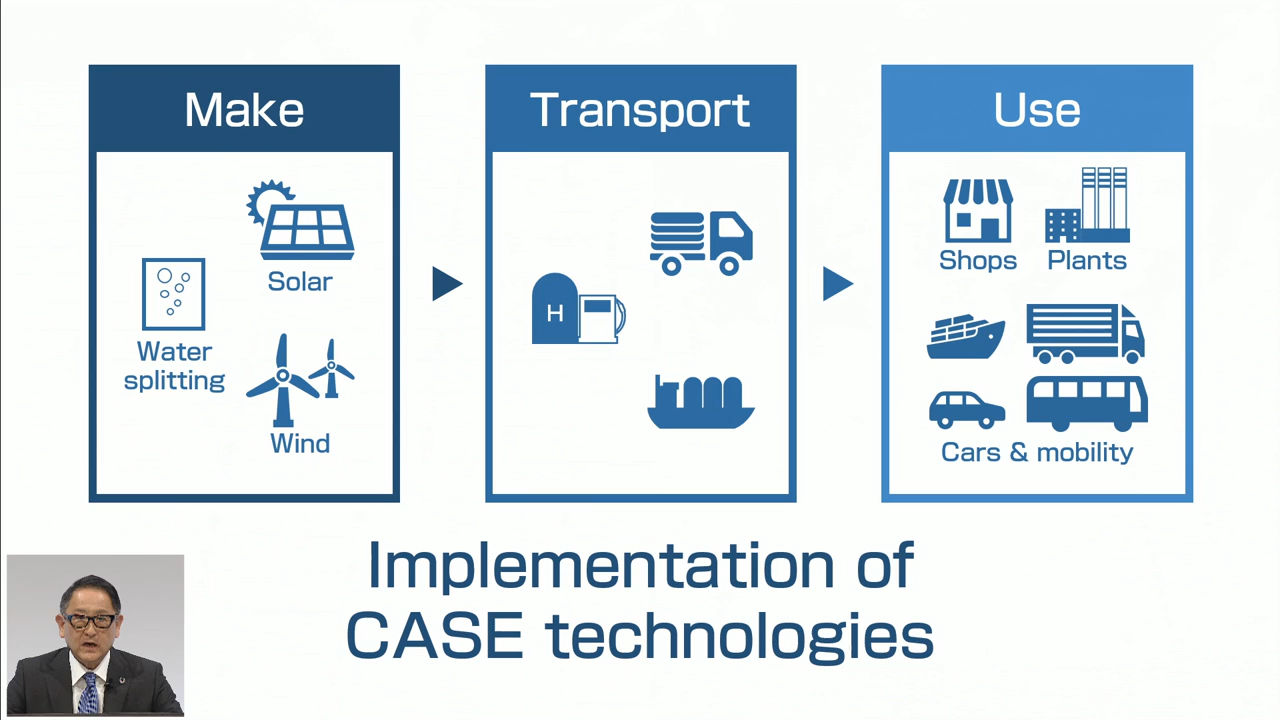 Make
Solar
Water
splitting
Wind
Transport
H
Use
Shops
Plants
Cars & mobility
Implementation of
CASE technologies